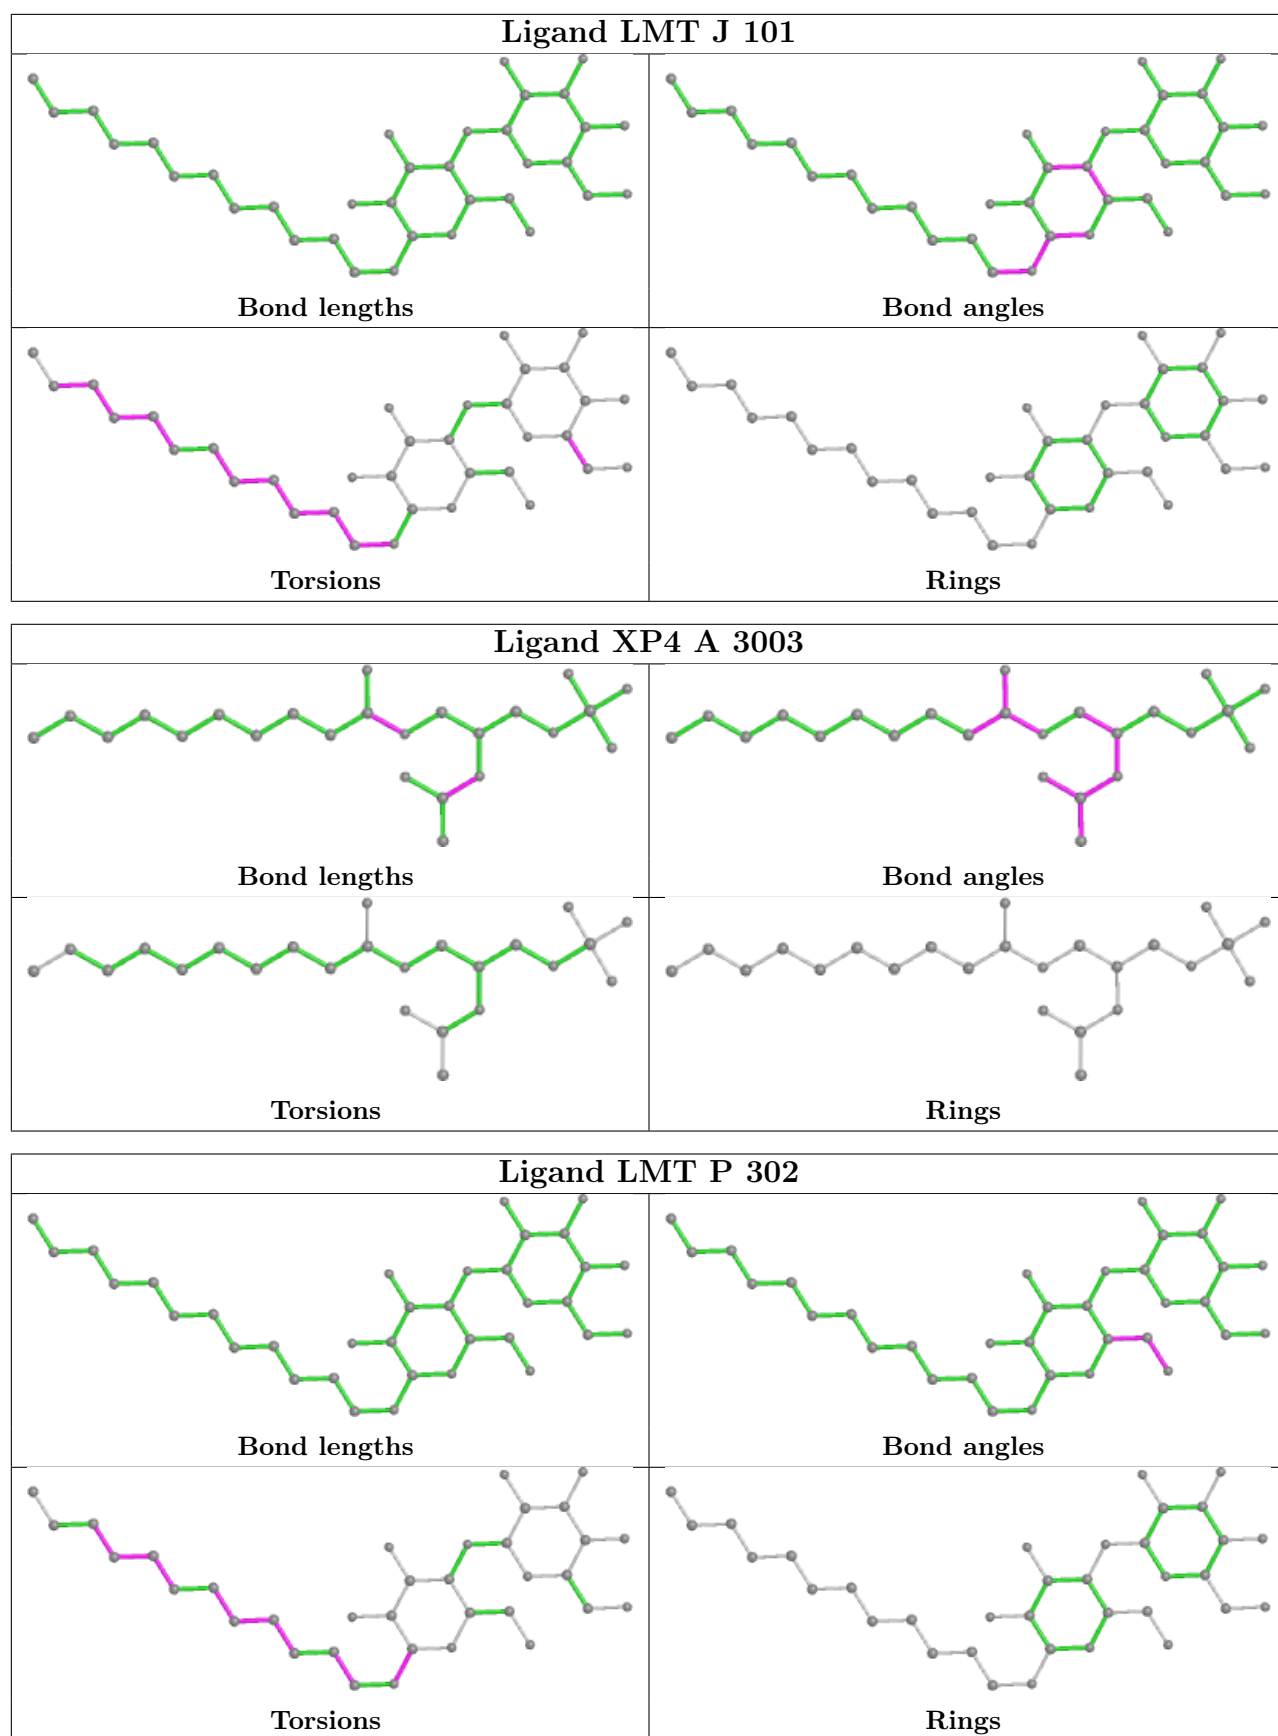 Ligand LMT J 101
Bond lengths
Bond angles
Torsions
Rings
Ligand XP4 A 3003
Bond lengths
Bond angles
Torsions
Rings
Ligand LMT P 302
Bond lengths
Bond angles
Torsions
Rings